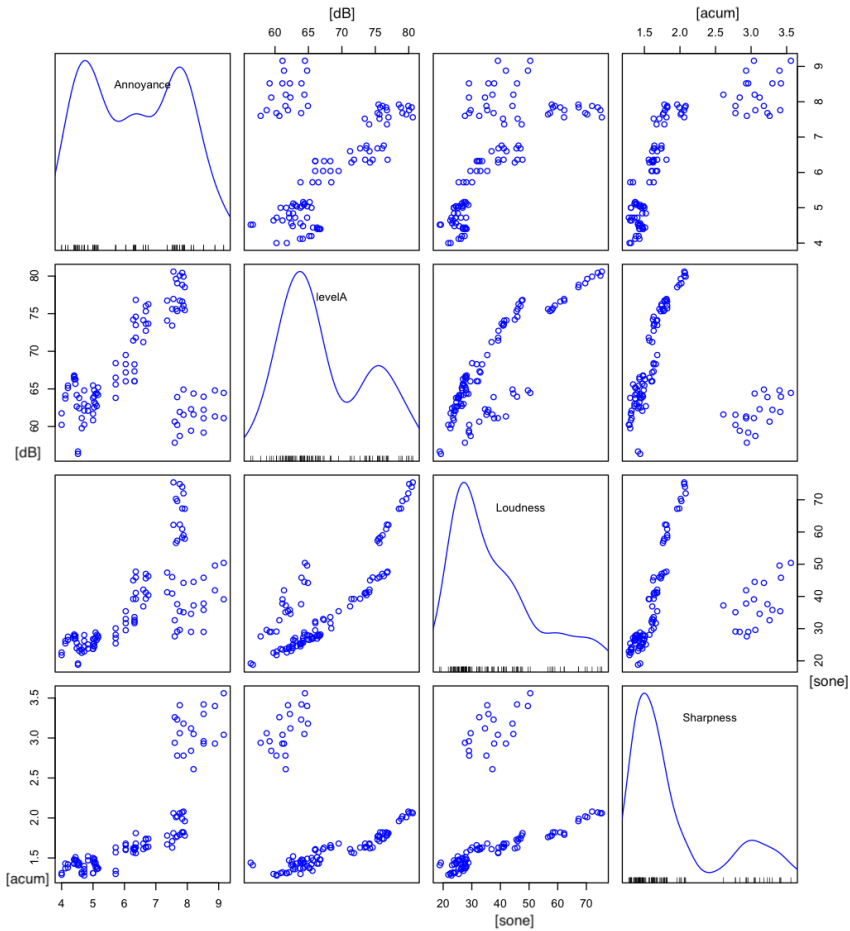 [dB] [acum]
55 60 65 70 75 80 1.5 2.0 2.5 3.0 3.5
Annoyance
4 5 6 7 8 9
levelA
60 65 70 75 80
[dB]
Loudness
20 30 40 50 60 70
[sone]
Sharpness
1.5 2.0 2.5 3.0 3.5
[acum]
4 5 6 7 8 9 20 30 40 50 60 70
[sone]